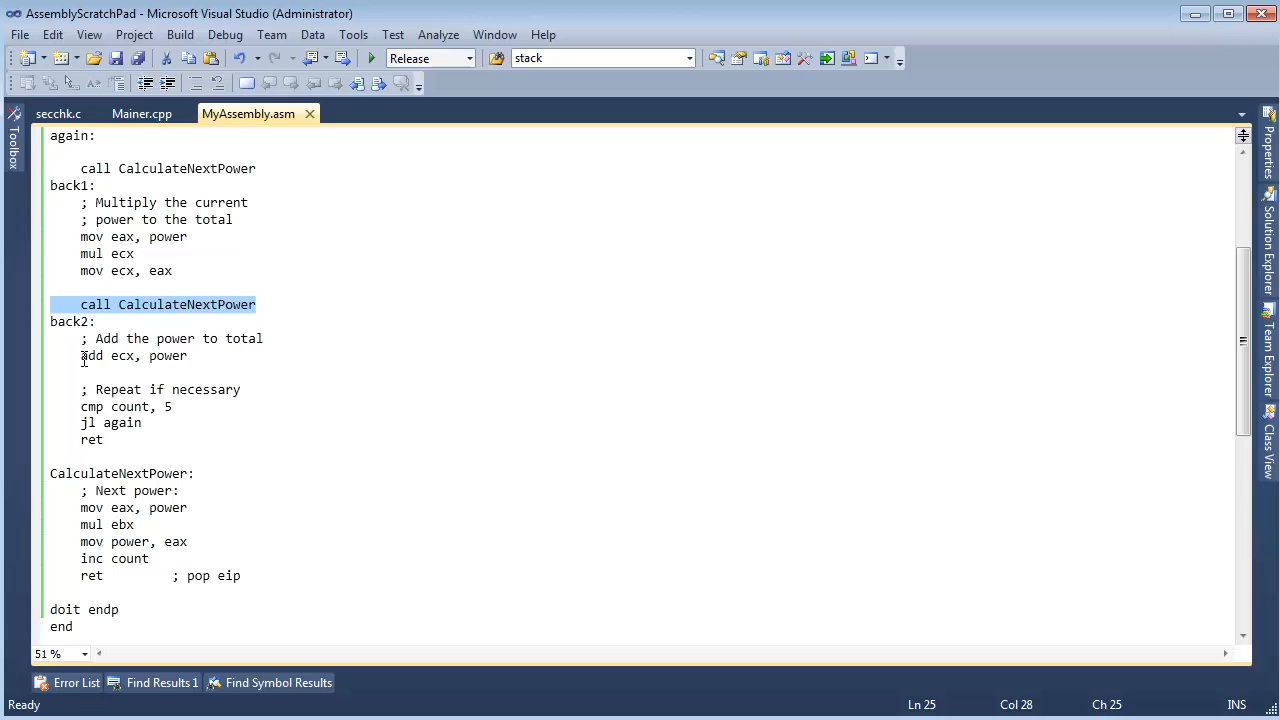 AssemblyScratchPad - Microsoft Visual Studio (Administrator)
File Edit View Project Build Debug Team Data Tools Test Analyze Window Help
Release stack
secchk.c Mainer.cpp MyAssembly.asm
Toolbox
again:
call CalculateNextPower
back1:
; Multiply the current
; power to the total
mov eax, power
mul ecx
mov ecx, eax
call CalculateNextPower
back2:
; Add the power to total
add ecx, power
; Repeat if necessary
cmp count, 5
jl again
ret
CalculateNextPower:
; Next power:
mov eax, power
mul ebx
mov power, eax
inc count
ret ; pop eip
doit endp
end
Properties
Solution Explorer
Team Explorer
Class View
51 %
Error List Find Results 1 Find Symbol Results
Ready Ln 25 Col 28 Ch 25 INS